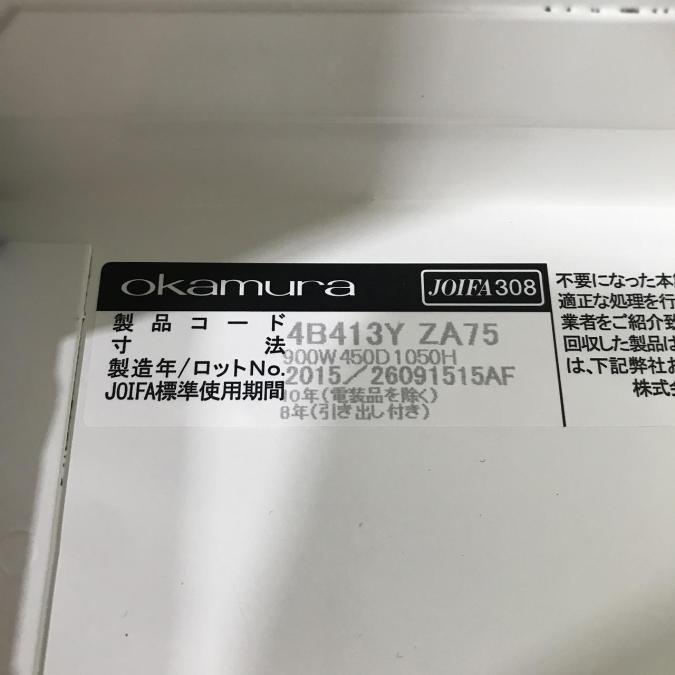 okamura JOIFA308
製品コード 4B413Y ZA75
寸法 900W450D1050H
製造年/ロットNo. 2015/26091515AF
JOIFA標準使用期間 10年(電装品を除く)
8年(引き出し付き)
不要になった本
適正な処理を行
業者をご紹介致
回収した製品は
は、下記弊社お
株式会